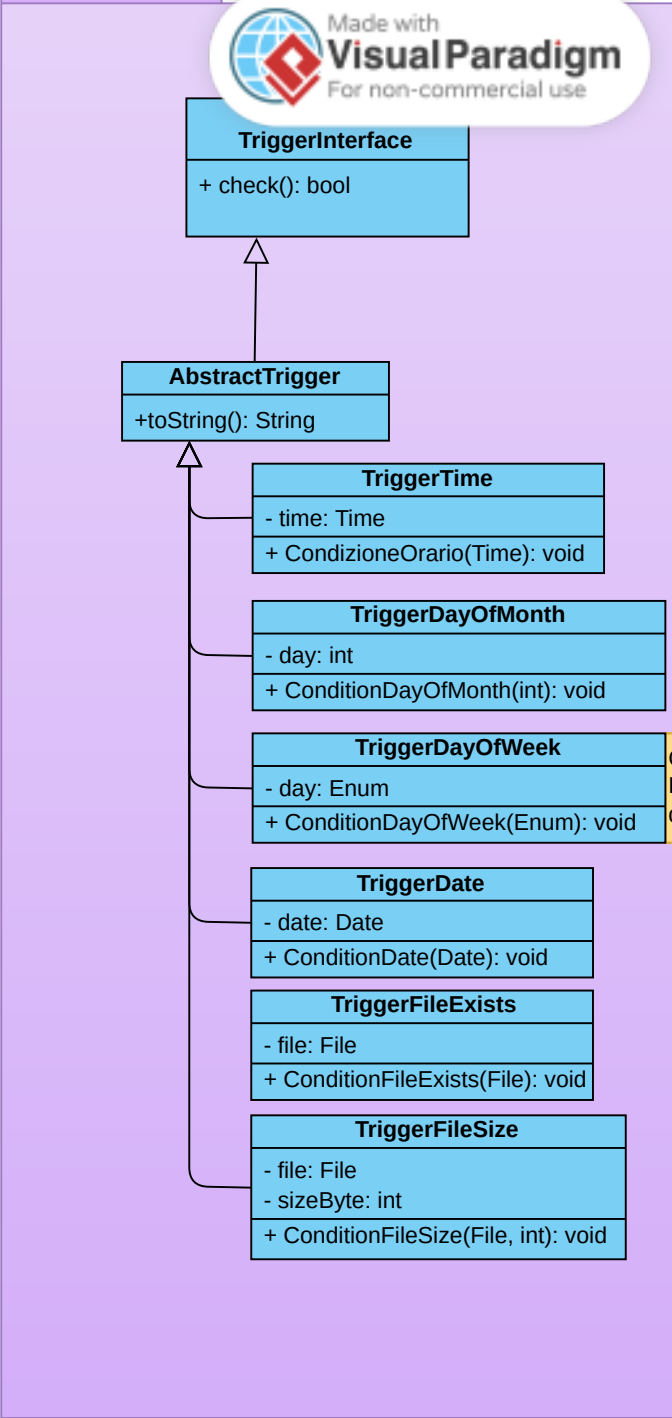 Made with
Visual Paradigm
For non-commercial use
TriggerInterface
+ check(): bool
AbstractTrigger
+toString(): String
TriggerTime
- time: Time
+ CondizioneOrario(Time): void
TriggerDayOfMonth
- day: int
+ ConditionDayOfMonth(int): void
TriggerDayOfWeek
- day: Enum
+ ConditionDayOfWeek(Enum): void
TriggerDate
- date: Date
+ ConditionDate(Date): void
TriggerFileExists
- file: File
+ ConditionFileExists(File): void
TriggerFileSize
- file: File
- sizeByte: int
+ ConditionFileSize(File, int): void